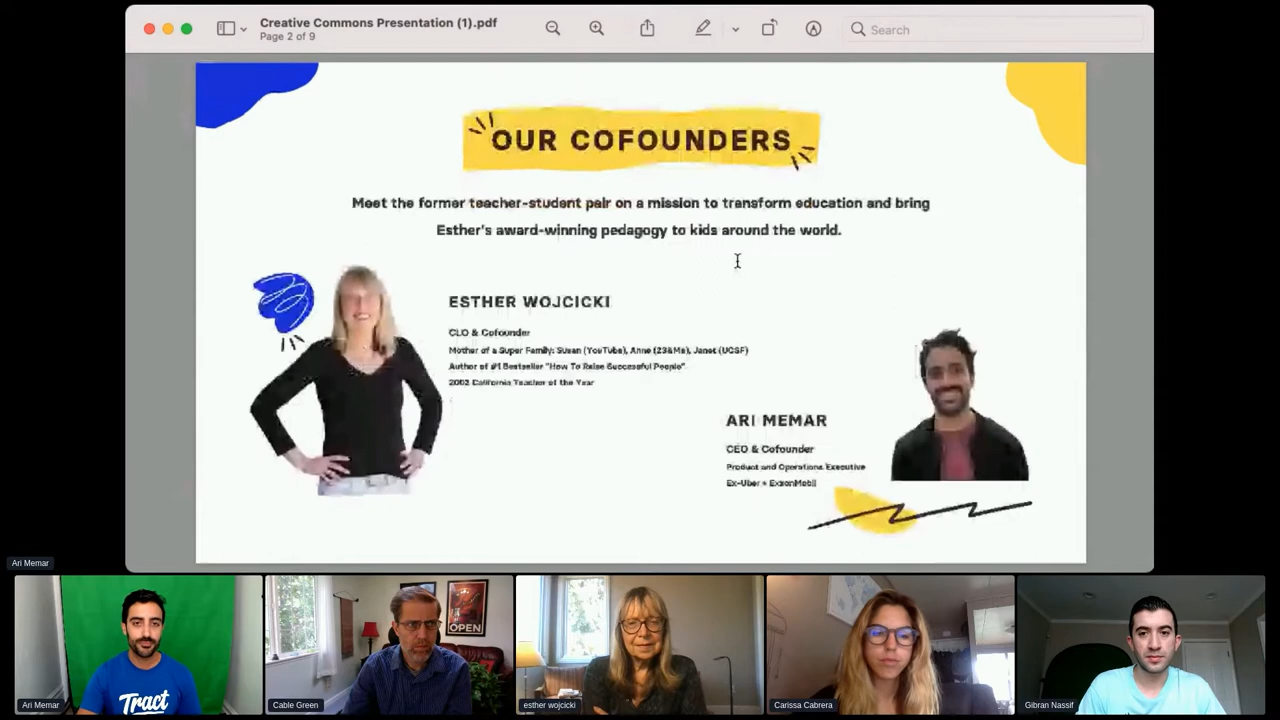 Creative Commons Presentation (1).pdf
Page 2 of 9
Search
OUR COFOUNDERS
Meet the former teacher-student pair on a mission to transform education and bring
Esther's award-winning pedagogy to kids around the world.
ESTHER WOJCICKI
CLO & Cofounder
Mother of a Super Family: Susan (YouTube), Anne (23&Me), Janet (UCSF)
Author of #1 Bestseller "How To Raise Successful People"
2002 California Teacher of the Year
ARI MEMAR
CEO & Cofounder
Product and Operations Executive
Ex-Uber + ExxonMobil
Ari Memar
OPEN
Tract
Ari Memar
Cable Green
esther wojcicki
Carissa Cabrera
Gibran Nassif